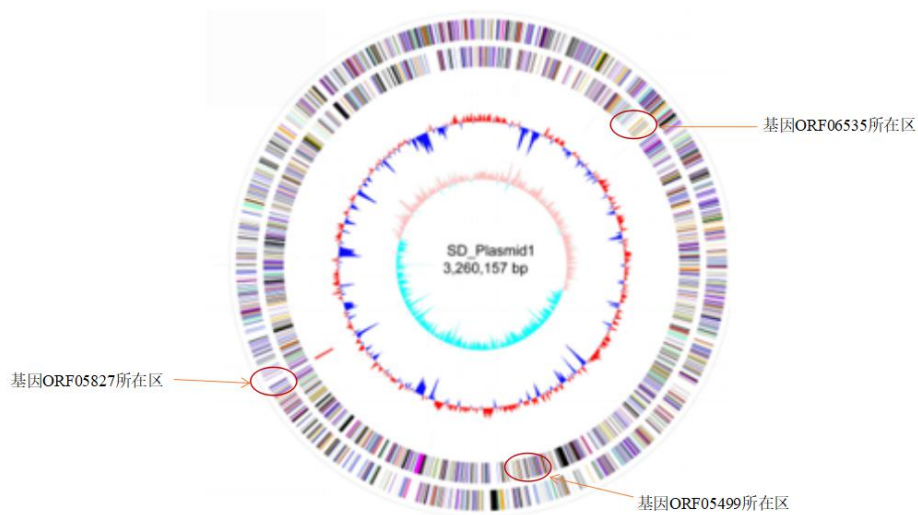 基因ORF06535所在区
SD_Plasmid1
3,260,157 bp
基因ORF05827所在区
基因ORF05499所在区